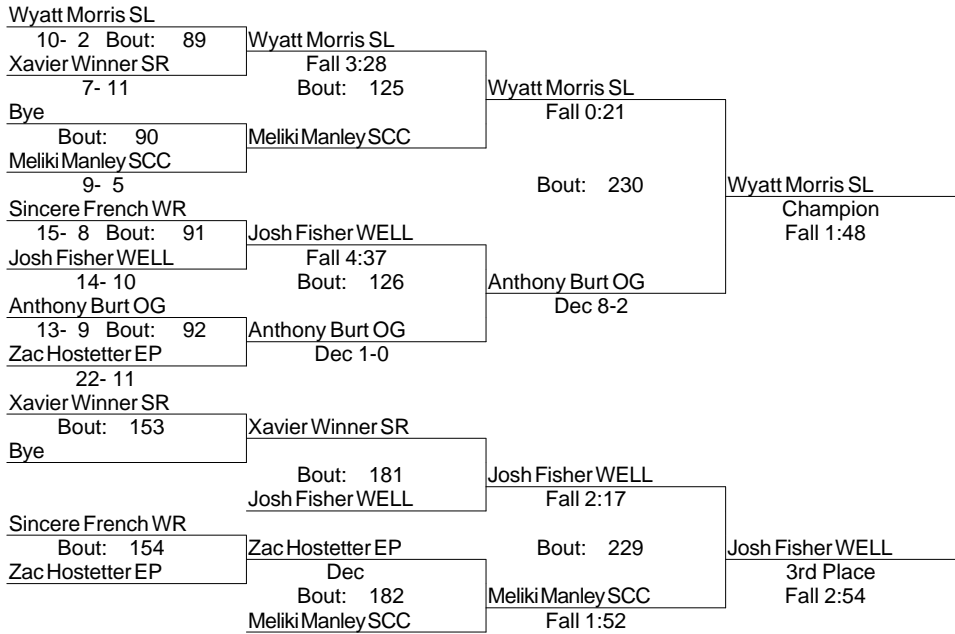 Wyatt Morris SL
10- 2 Bout: 89 Wyatt Morris SL
Xavier Winner SR Fall 3:28
7- 11 Bout: 125 Wyatt Morris SL
Bye Fall 0:21
Bout: 90 Meliki Manley SCC
Meliki Manley SCC
9- 5 Bout: 230 Wyatt Morris SL
Sincere French WR Champion
15- 8 Bout: 91 Josh Fisher WELL Fall 1:48
Josh Fisher WELL Fall 4:37
14- 10 Bout: 126 Anthony Burt OG
Anthony Burt OG Dec 8-2
13- 9 Bout: 92 Anthony Burt OG
Zac Hostetter EP Dec 1-0
22- 11
Xavier Winner SR
Bout: 153 Xavier Winner SR
Bye
Bout: 181 Josh Fisher WELL
Josh Fisher WELL Fall 2:17
Sincere French WR
Bout: 154 Zac Hostetter EP Bout: 229 Josh Fisher WELL
Zac Hostetter EP Dec 3rd Place
Bout: 182 Meliki Manley SCC Fall 2:54
Meliki Manley SCC Fall 1:52